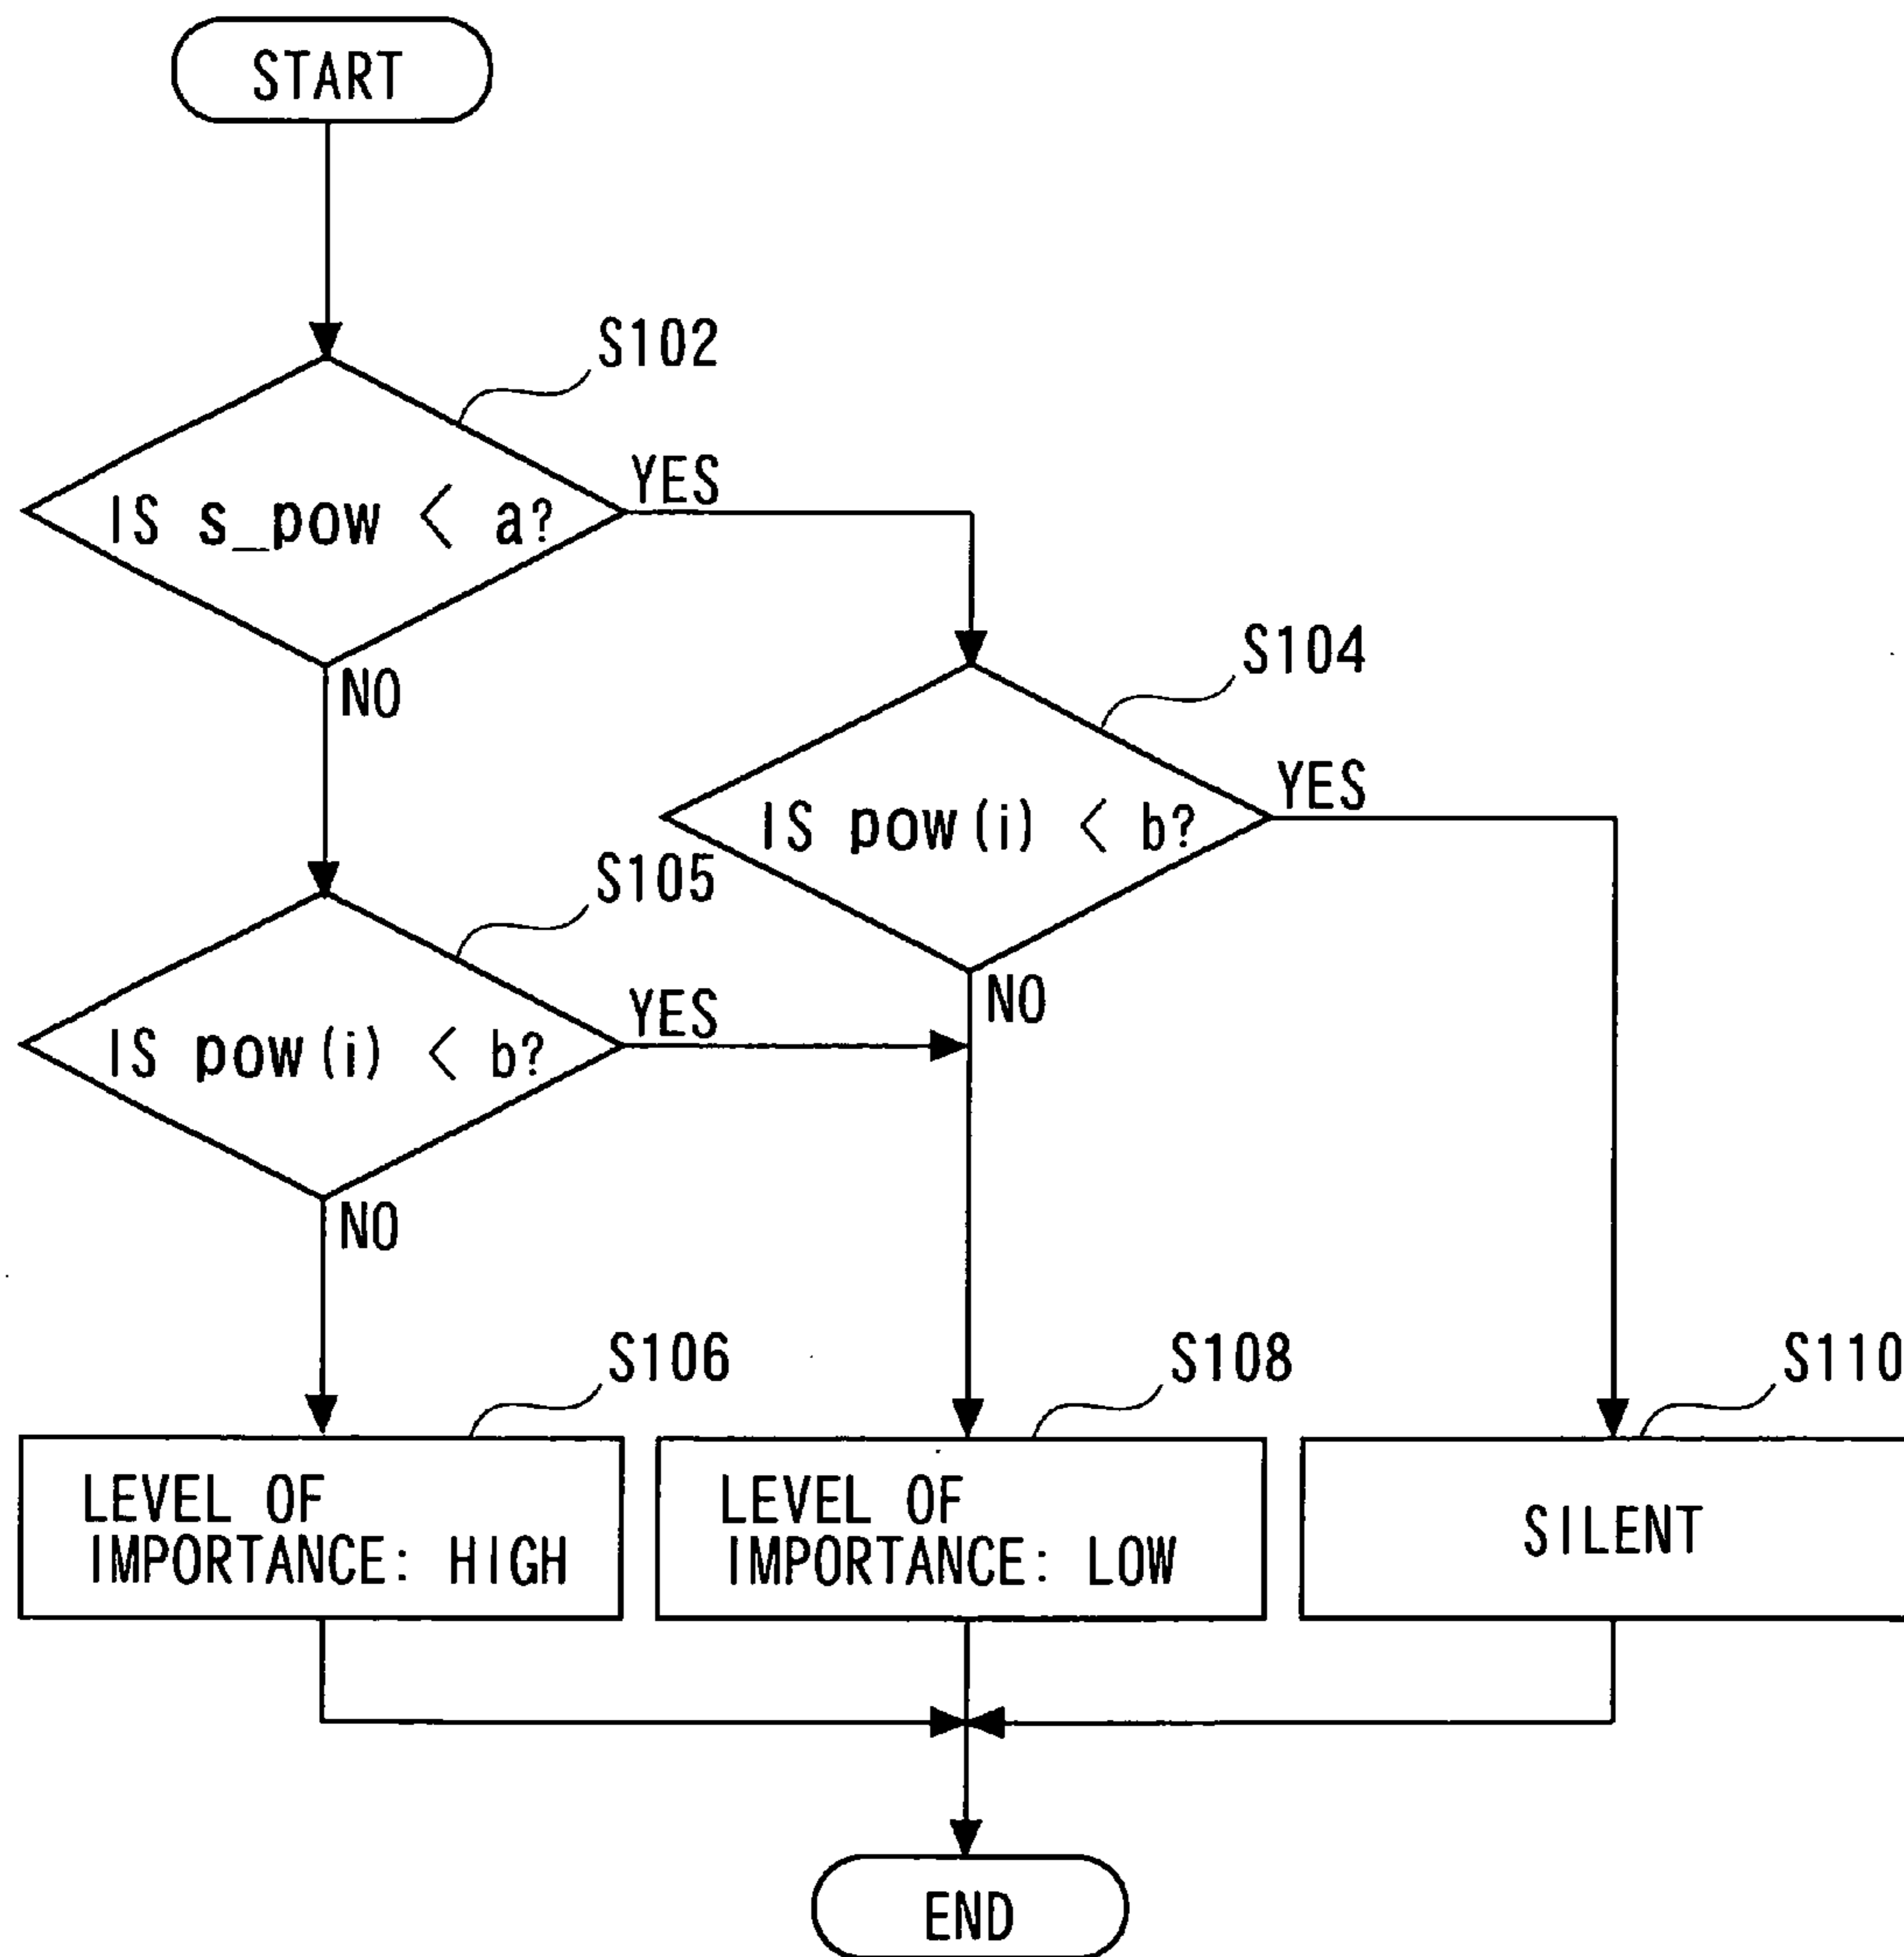 START
S102
IS s_pow < a?
YES
NO
S104
IS pow(i) < b?
YES
NO
S105
IS pow(i) < b?
YES
NO
S106
LEVEL OF
IMPORTANCE: HIGH
S108
LEVEL OF
IMPORTANCE: LOW
S110
SILENT
END